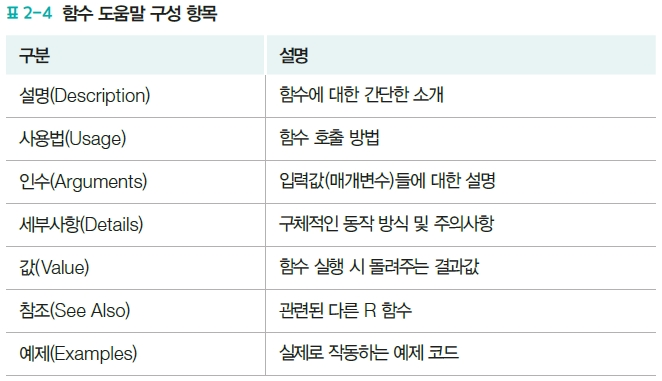 표 2-4 함수 도움말 구성 항목
구분 설명
설명(Description) 함수에 대한 간단한 소개
사용법(Usage) 함수 호출 방법
인수(Arguments) 입력값(매개변수)들에 대한 설명
세부사항(Details) 구체적인 동작 방식 및 주의사항
값(Value) 함수 실행 시 돌려주는 결과값
참조(See Also) 관련된 다른 R 함수
예제(Examples) 실제로 작동하는 예제 코드